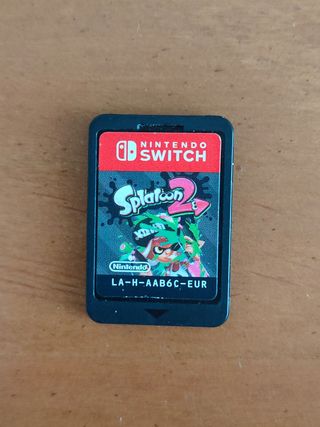 NINTENDO
SWITCH
Splatoon 2
Nintendo
LA-H-AAB6C-EUR